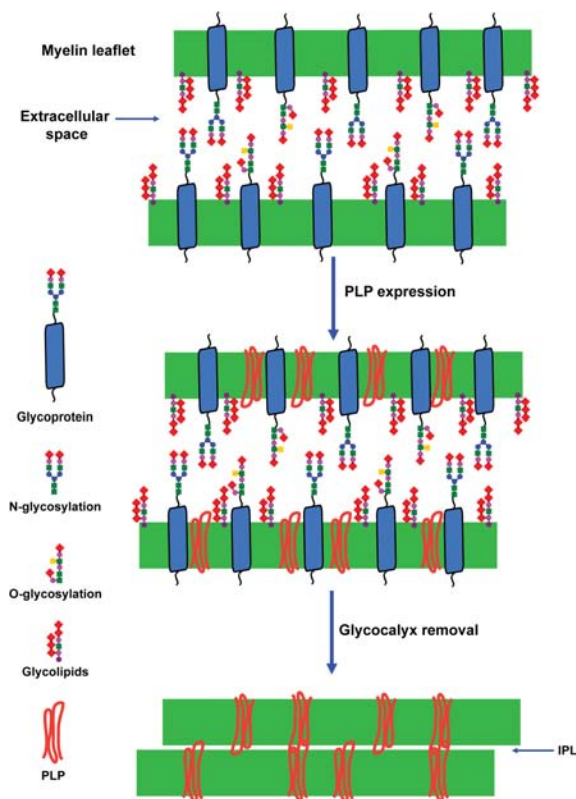 Myelin leaflet
Extracellular
space
PLP expression
Glycoprotein
N-glycosylation
O-glycosylation
Glycolipids
PLP
Glycocalyx removal
IPL